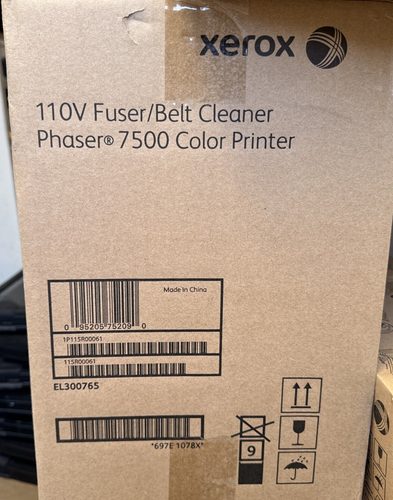 xerox
110V Fuser/Belt Cleaner
Phaser® 7500 Color Printer
Made In China
0 95205 75209 0
1P115R00061
115R00061
EL300765
*697E 1078X*
9